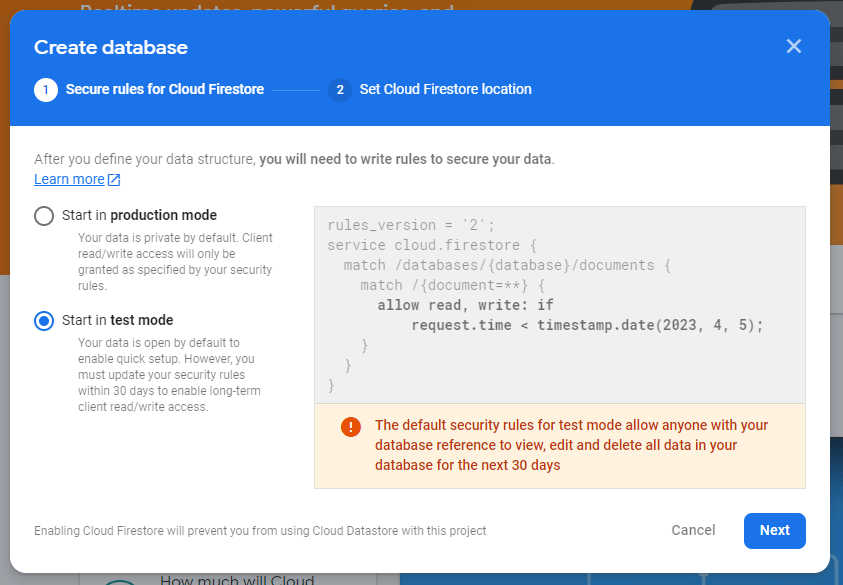 Realtime updates, powerful queries, and
Create database
1 Secure rules for Cloud Firestore
2 Set Cloud Firestore location
After you define your data structure, you will need to write rules to secure your data.
Learn more
Start in production mode
Your data is private by default. Client
read/write access will only be
granted as specified by your security
rules.
Start in test mode
Your data is open by default to
enable quick setup. However, you
must update your security rules
within 30 days to enable long-term
client read/write access.
rules_version = '2';
service cloud.firestore {
  match /databases/{database}/documents {
    match /{document=**} {
      allow read, write: if
          request.time < timestamp.date(2023, 4, 5);
    }
  }
}
! The default security rules for test mode allow anyone with your
database reference to view, edit and delete all data in your
database for the next 30 days
Enabling Cloud Firestore will prevent you from using Cloud Datastore with this project
Cancel
Next
How much will Cloud